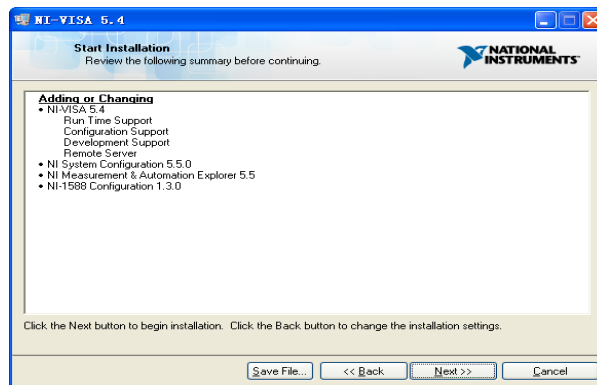 NI-VISA 5.4
Start Installation
Review the following summary before continuing.
NATIONAL
INSTRUMENTS™
Adding or Changing
• NI-VISA 5.4
Run Time Support
Configuration Support
Development Support
Remote Server
• NI System Configuration 5.5.0
• NI Measurement & Automation Explorer 5.5
• NI-1588 Configuration 1.3.0
Click the Next button to begin installation. Click the Back button to change the installation settings.
Save File...
<< Back
Next >>
Cancel